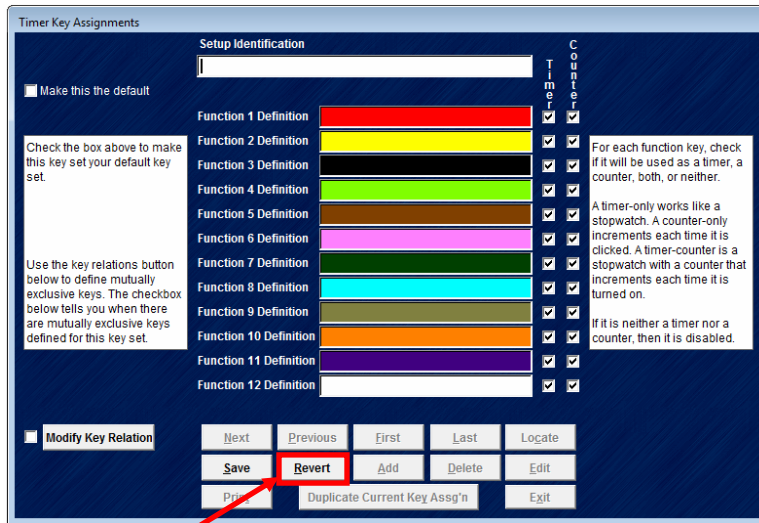 Timer Key Assignments
Setup Identification
Timer
Counter
Make this the default
Function 1 Definition
Function 2 Definition
Function 3 Definition
Function 4 Definition
Function 5 Definition
Function 6 Definition
Function 7 Definition
Function 8 Definition
Function 9 Definition
Function 10 Definition
Function 11 Definition
Function 12 Definition
Check the box above to make
this key set your default key
set.
Use the key relations button
below to define mutually
exclusive keys. The checkbox
below tells you when there
are mutually exclusive keys
defined for this key set.
For each function key, check
if it will be used as a timer, a
counter, both, or neither.
A timer-only works like a
stopwatch. A counter-only
increments each time it is
clicked. A timer-counter is a
stopwatch with a counter that
increments each time it is
turned on.
If it is neither a timer nor a
counter, then it is disabled.
Modify Key Relation
Next Previous First Last Locate
Save Revert Add Delete Edit
Print Duplicate Current Key Assg'n Exit